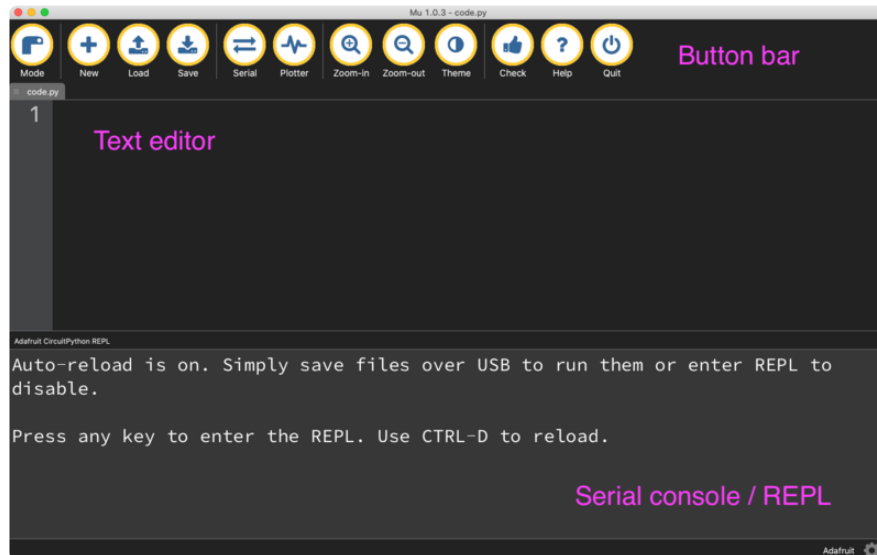 Mu 1.0.3 - code.py
Mode New Load Save Serial Plotter Zoom-in Zoom-out Theme Check Help Quit
Button bar
code.py
1
Text editor
Adafruit CircuitPython REPL
Auto-reload is on. Simply save files over USB to run them or enter REPL to
disable.
Press any key to enter the REPL. Use CTRL-D to reload.
Serial console / REPL
Adafruit